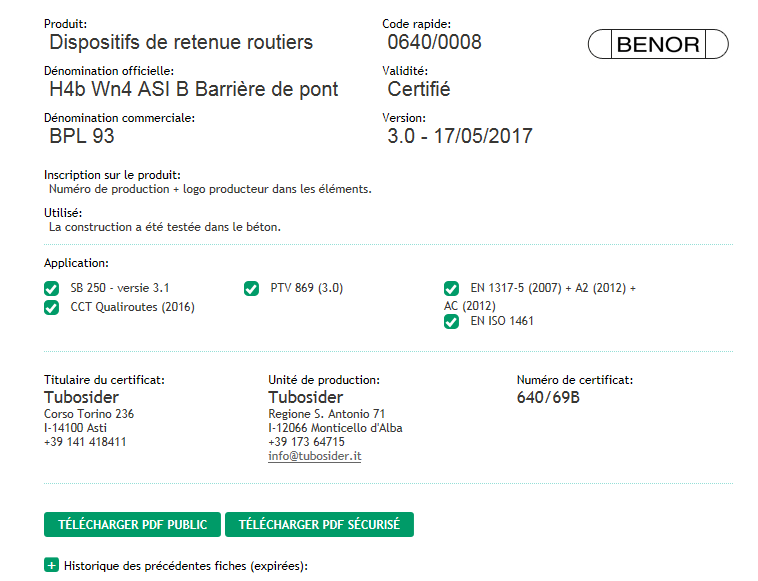 Produit:
Dispositifs de retenue routiers
Code rapide:
0640/0008
BENOR
Dénomination officielle:
H4b Wn4 ASI B Barrière de pont
Validité:
Certifié
Dénomination commerciale:
BPL 93
Version:
3.0 - 17/05/2017
Inscription sur le produit:
Numéro de production + logo producteur dans les éléments.
Utilisé:
La construction a été testée dans le béton.
Application:
SB 250 - versie 3.1
CCT Qualiroutes (2016)
PTV 869 (3.0)
EN 1317-5 (2007) + A2 (2012) +
AC (2012)
EN ISO 1461
Titulaire du certificat:
Tubosider
Corso Torino 236
I-14100 Asti
+39 141 418411
Unité de production:
Tubosider
Regione S. Antonio 71
I-12066 Monticello d'Alba
+39 173 64715
info@tubosider.it
Numéro de certificat:
640/69B
TÉLÉCHARGER PDF PUBLIC
TÉLÉCHARGER PDF SÉCURISÉ
Historique des précédentes fiches (expirées):